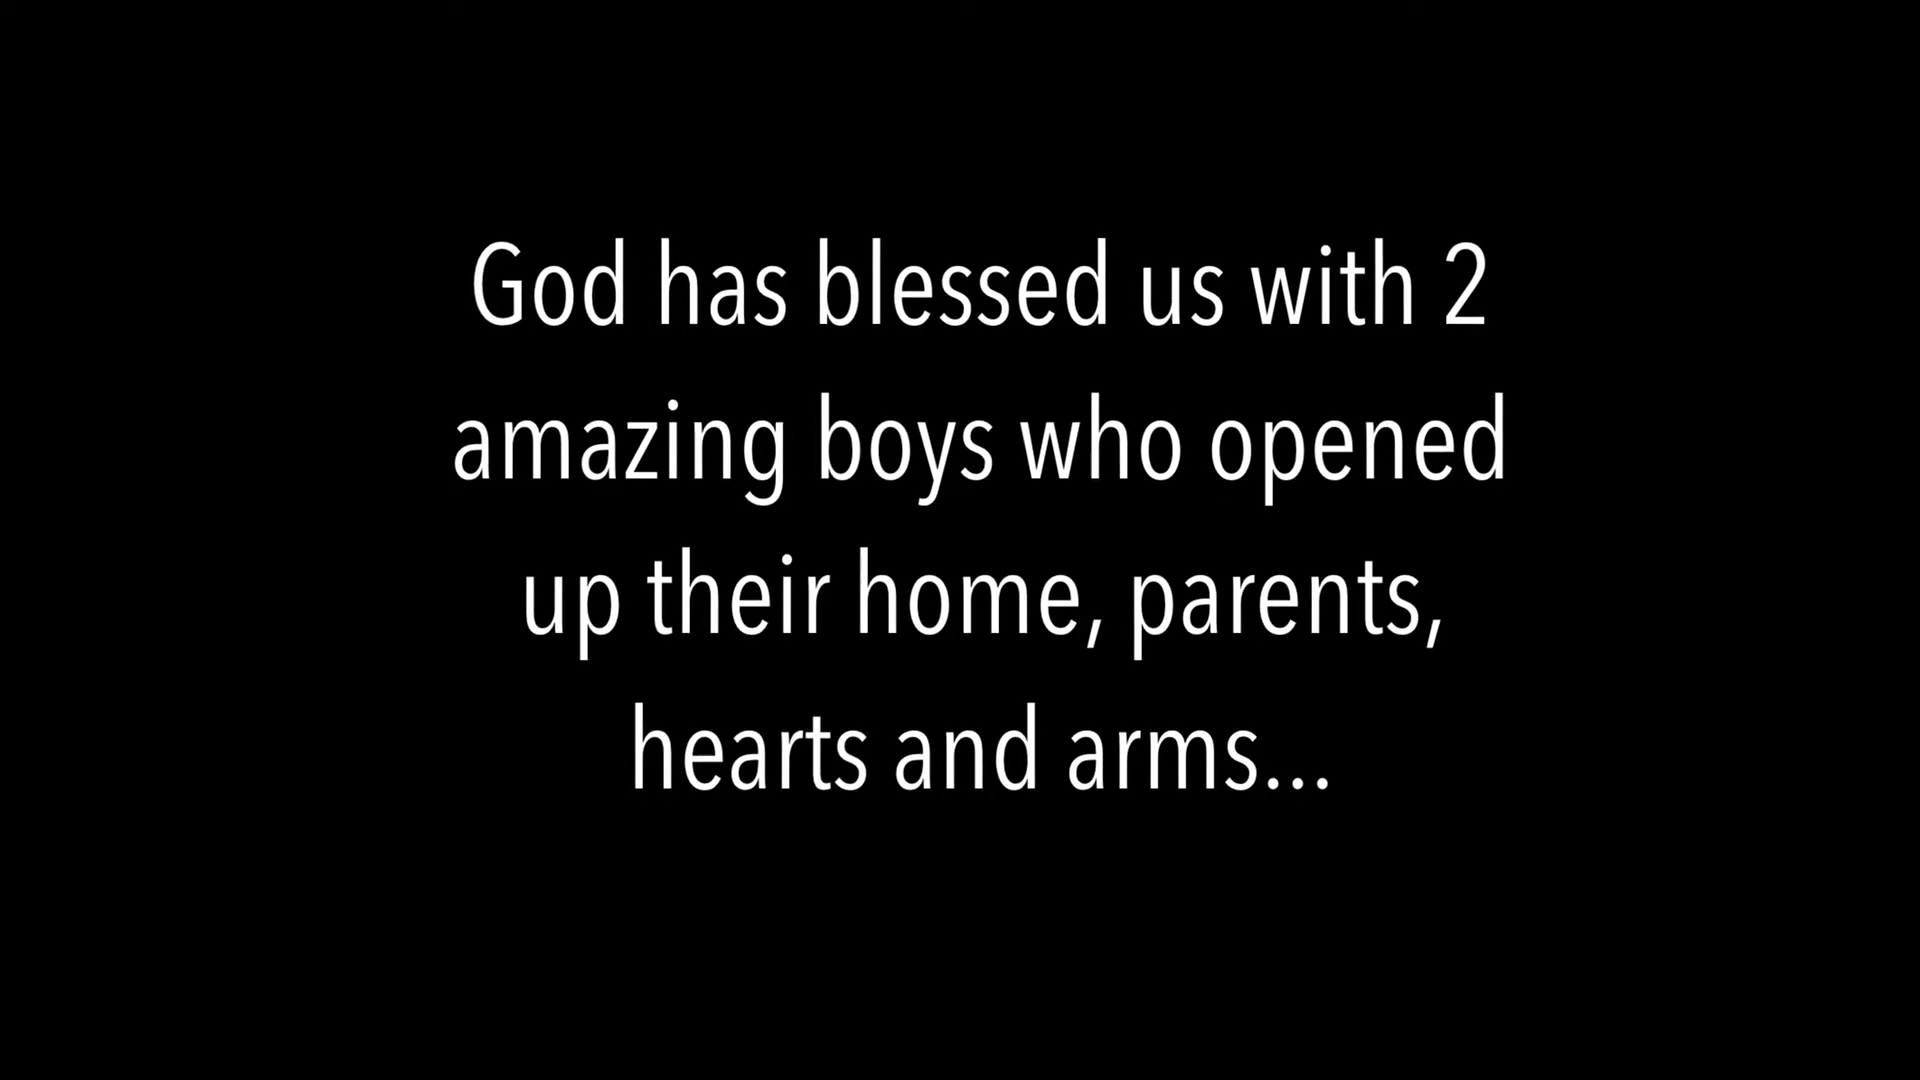 God has blessed us with 2
amazing boys who opened
up their home, parents,
hearts and arms...